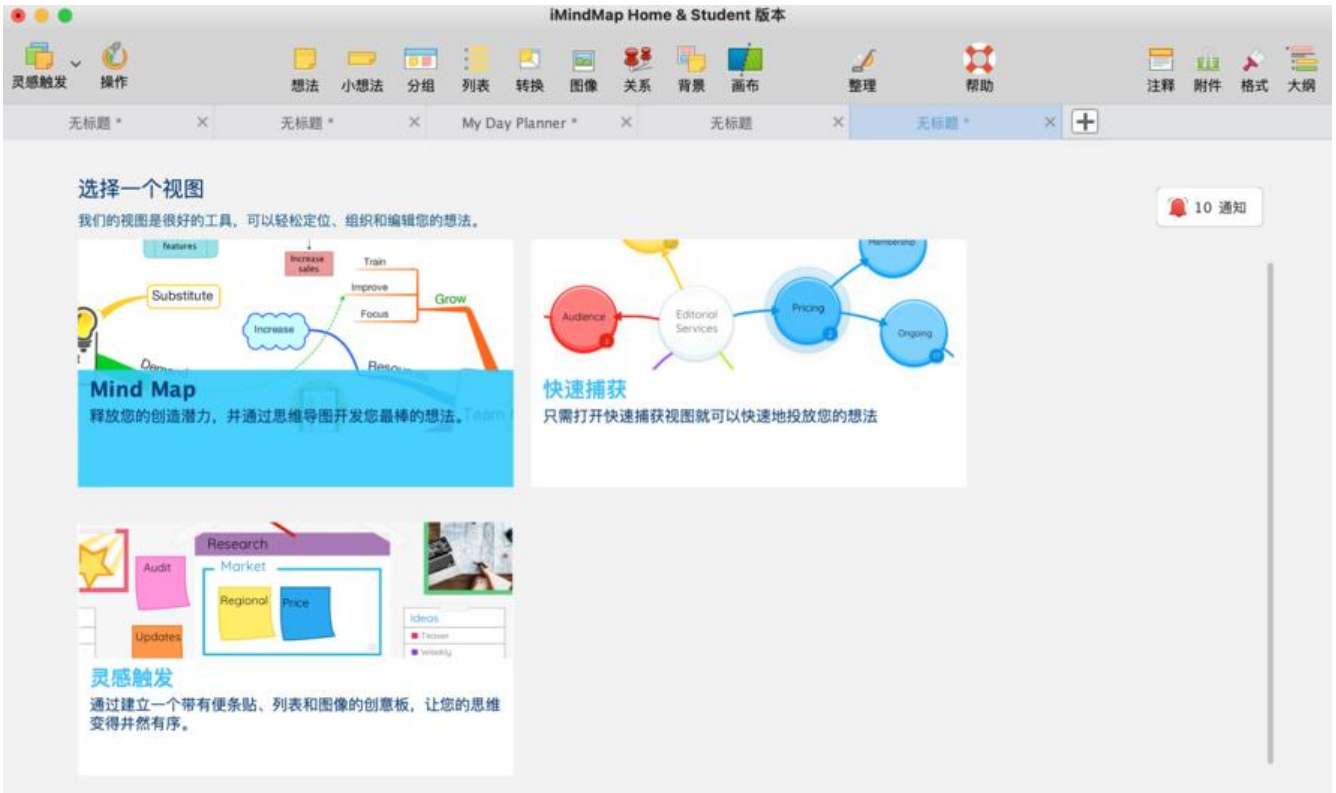 iMindMap Home & Student 版本
灵感触发 操作 想法 小想法 分组 列表 转换 图像 关系 背景 画布 整理 帮助 注释 附件 格式 大纲
无标题 * 无标题 * My Day Planner * 无标题 无标题 *
选择一个视图
我们的视图是很好的工具，可以轻松定位、组织和编辑您的想法。
10 通知
features
Increase
sales
Train
Substitute
Improve
Grow
Focus
Increase
Mind Map
释放您的创造潜力，并通过思维导图开发您最棒的想法。
Membership
Audience
Editorial
Services
Pricing
Ongoing
快速捕获
只需打开快速捕获视图就可以快速地投放您的想法
Research
Audit
Market
Regional
Price
Updates
Ideas
Teaser
Weekly
灵感触发
通过建立一个带有便条贴、列表和图像的创意板，让您的思维
变得井然有序。